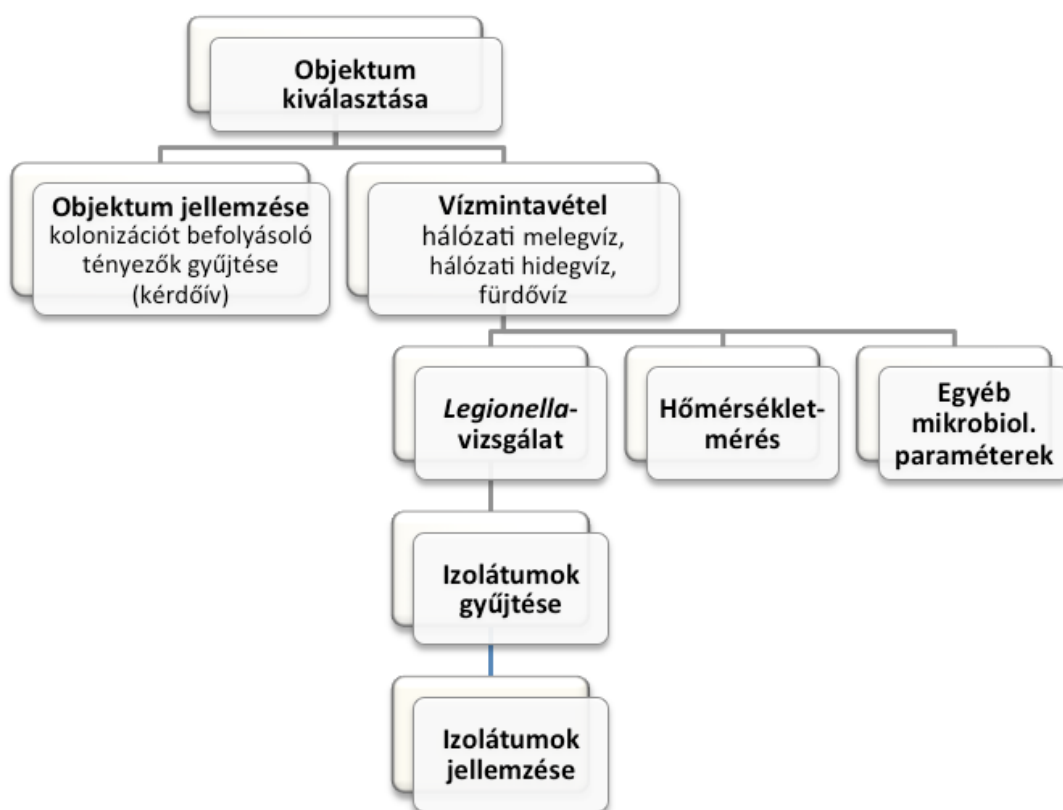 Objektum
kiválasztása
Objektum jellemzése
kolonizációt befolyásoló
tényezők gyűjtése
(kérdőív)
Vízmintavétel
hálózati melegvíz,
hálózati hidegvíz,
fürdővíz
Legionella-
vizsgálat
Hőmérséklet-
mérés
Egyéb
mikrobiol.
paraméterek
Izolátumok
gyűjtése
Izolátumok
jellemzése